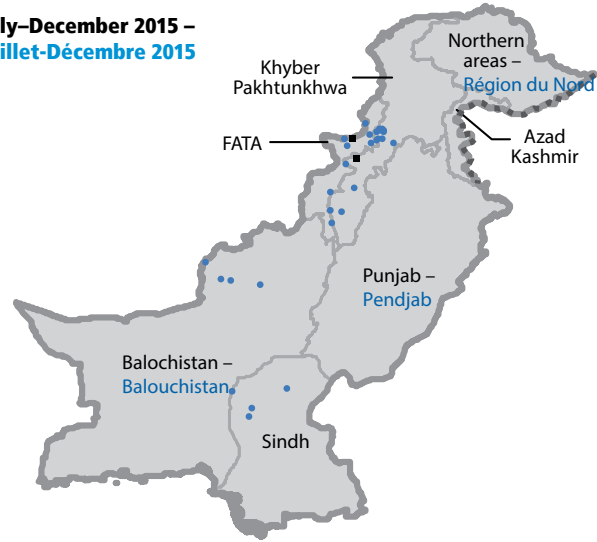 ly–December 2015 –
illet-Décembre 2015
Northern
areas –
Région du Nord
Khyber
Pakhtunkhwa
FATA
Azad
Kashmir
Punjab –
Pendjab
Balochistan –
Balouchistan
Sindh